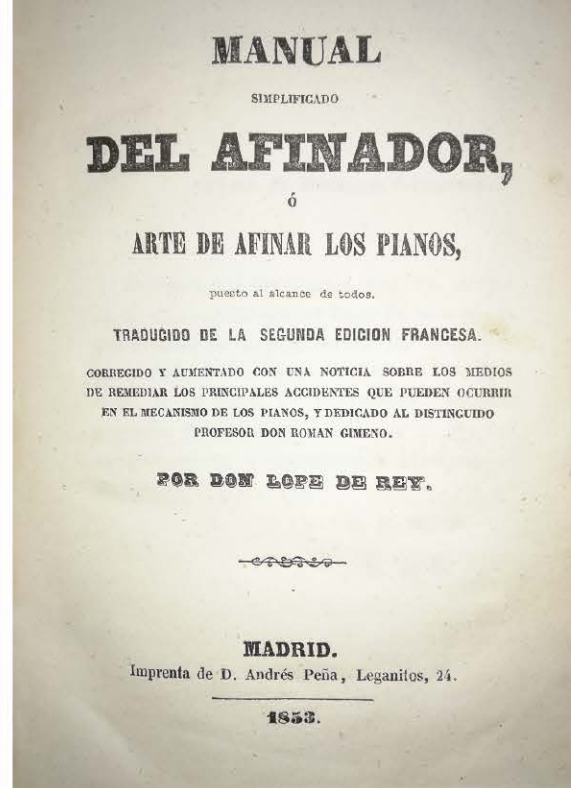 MANUAL
SIMPLIFICADO
DEL AFINADOR,
ó
ARTE DE AFINAR LOS PIANOS,
puesto al alcance de todos.
TRADUCIDO DE LA SEGUNDA EDICION FRANCESA.
CORREGIDO Y AUMENTADO CON UNA NOTICIA SOBRE LOS MEDIOS
DE REMEDIAR LOS PRINCIPALES ACCIDENTES QUE PUEDEN OCURRIR
EN EL MECANISMO DE LOS PIANOS, Y DEDICADO AL DISTINGUIDO
PROFESOR DON ROMAN GIMENO.
POR DON LOPE DE REY.
MADRID.
Imprenta de D. Andrés Peña, Leganitos, 24.
1853.